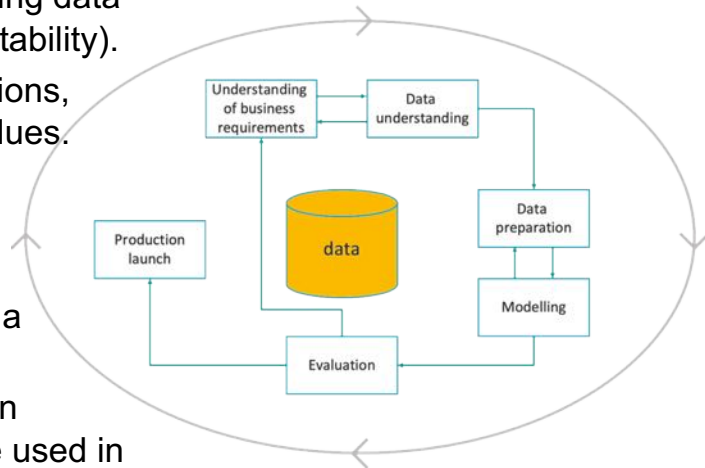 ing data
tability).
ions,
lues.
a
n
e used in
Understanding
of business
requirements
Data
understanding
Data
preparation
Modelling
Evaluation
Production
launch
data